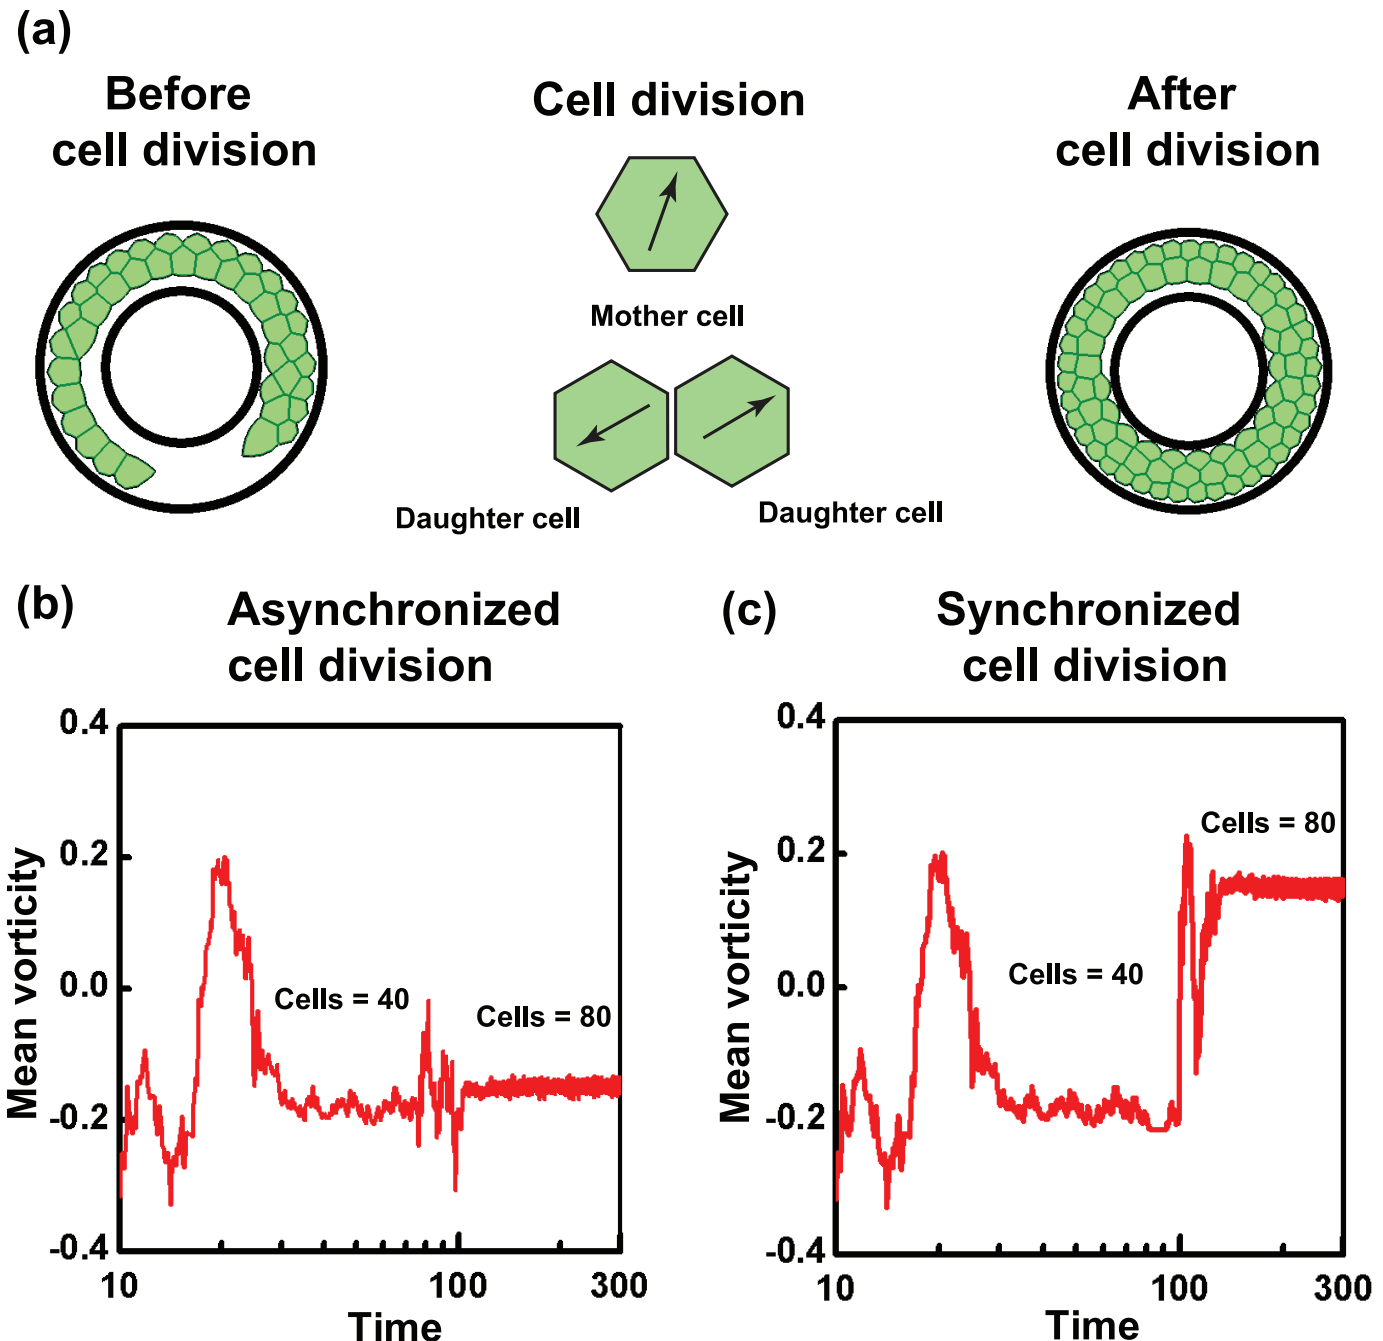 (a)
Before
cell division
Cell division
After
cell division
Mother cell
Daughter cell
Daughter cell
(b)
Asynchronized
cell division
0.4
0.2
0.0
-0.2
-0.4
Mean vorticity
Cells = 40
Cells = 80
10
100
300
Time
(c)
Synchronized
cell division
0.4
0.2
0.0
-0.2
-0.4
Mean vorticity
Cells = 40
Cells = 80
10
100
300
Time